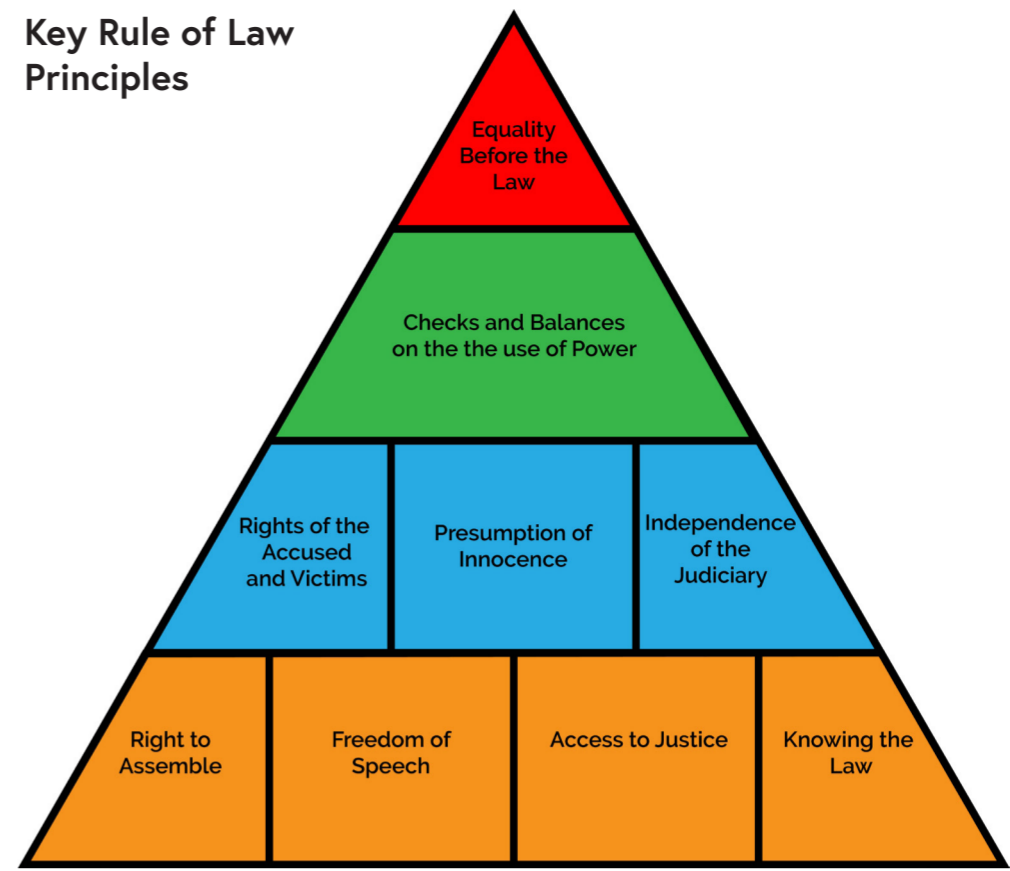 Key Rule of Law
Principles
Equality
Before the
Law
Checks and Balances
on the the use of Power
Rights of the
Accused
and Victims
Presumption of
Innocence
Independence
of the
Judiciary
Right to
Assemble
Freedom of
Speech
Access to Justice
Knowing the
Law